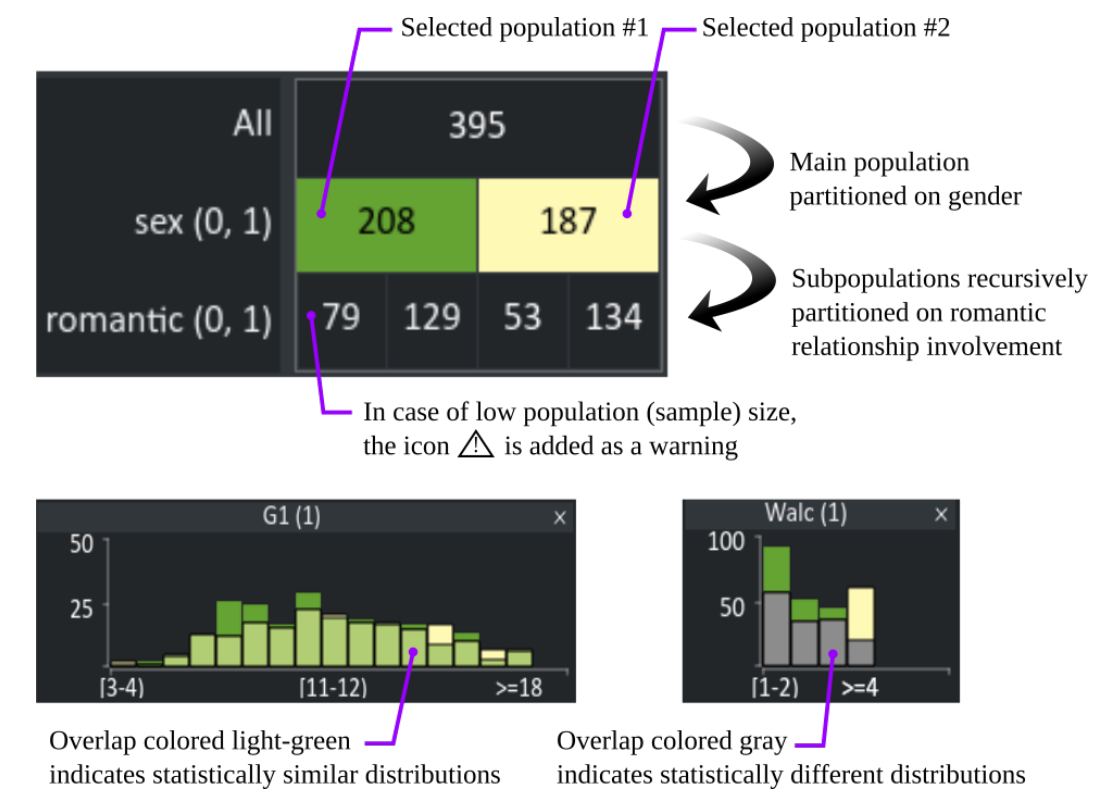 Selected population #1
Selected population #2
All
395
Main population
partitioned on gender
sex (0, 1)
208
187
Subpopulations recursively
partitioned on romantic
relationship involvement
romantic (0, 1)
79
129
53
134
In case of low population (sample) size,
the icon ⚠ is added as a warning
G1 (1)
x
50
25
[3-4)
[11-12)
>=18
Walc (1)
x
100
50
[1-2)
>=4
Overlap colored light-green
indicates statistically similar distributions
Overlap colored gray
indicates statistically different distributions